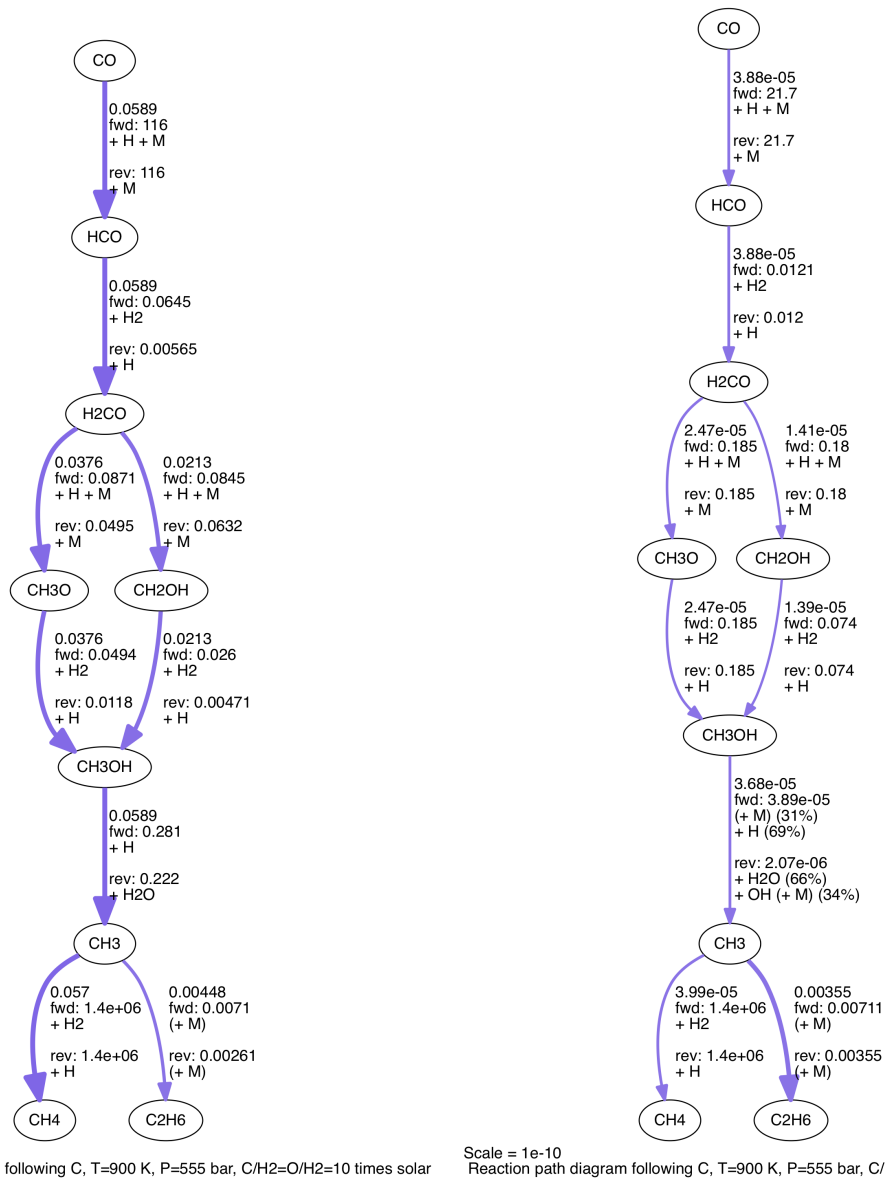 CO
0.0589
fwd: 116
+ H + M
rev: 116
+ M
HCO
0.0589
fwd: 0.0645
+ H2
rev: 0.00565
+ H
H2CO
0.0376
fwd: 0.0871
+ H + M
rev: 0.0495
+ M
0.0213
fwd: 0.0845
+ H + M
rev: 0.0632
+ M
CH3O
CH2OH
0.0376
fwd: 0.0494
+ H2
rev: 0.0118
+ H
0.0213
fwd: 0.026
+ H2
rev: 0.00471
+ H
CH3OH
0.0589
fwd: 0.281
+ H
rev: 0.222
+ H2O
CH3
0.057
fwd: 1.4e+06
+ H2
rev: 1.4e+06
+ H
0.00448
fwd: 0.0071
(+ M)
rev: 0.00261
(+ M)
CH4
C2H6
following C, T=900 K, P=555 bar, C/H2=O/H2=10 times solar
CO
3.88e-05
fwd: 21.7
+ H + M
rev: 21.7
+ M
HCO
3.88e-05
fwd: 0.0121
+ H2
rev: 0.012
+ H
H2CO
2.47e-05
fwd: 0.185
+ H + M
rev: 0.185
+ M
1.41e-05
fwd: 0.18
+ H + M
rev: 0.18
+ M
CH3O
CH2OH
2.47e-05
fwd: 0.185
+ H2
rev: 0.185
+ H
1.39e-05
fwd: 0.074
+ H2
rev: 0.074
+ H
CH3OH
3.68e-05
fwd: 3.89e-05
(+ M) (31%)
+ H (69%)
rev: 2.07e-06
+ H2O (66%)
+ OH (+ M) (34%)
CH3
3.99e-05
fwd: 1.4e+06
+ H2
rev: 1.4e+06
+ H
0.00355
fwd: 0.00711
(+ M)
rev: 0.00355
(+ M)
CH4
C2H6
Scale = 1e-10
Reaction path diagram following C, T=900 K, P=555 bar, C/